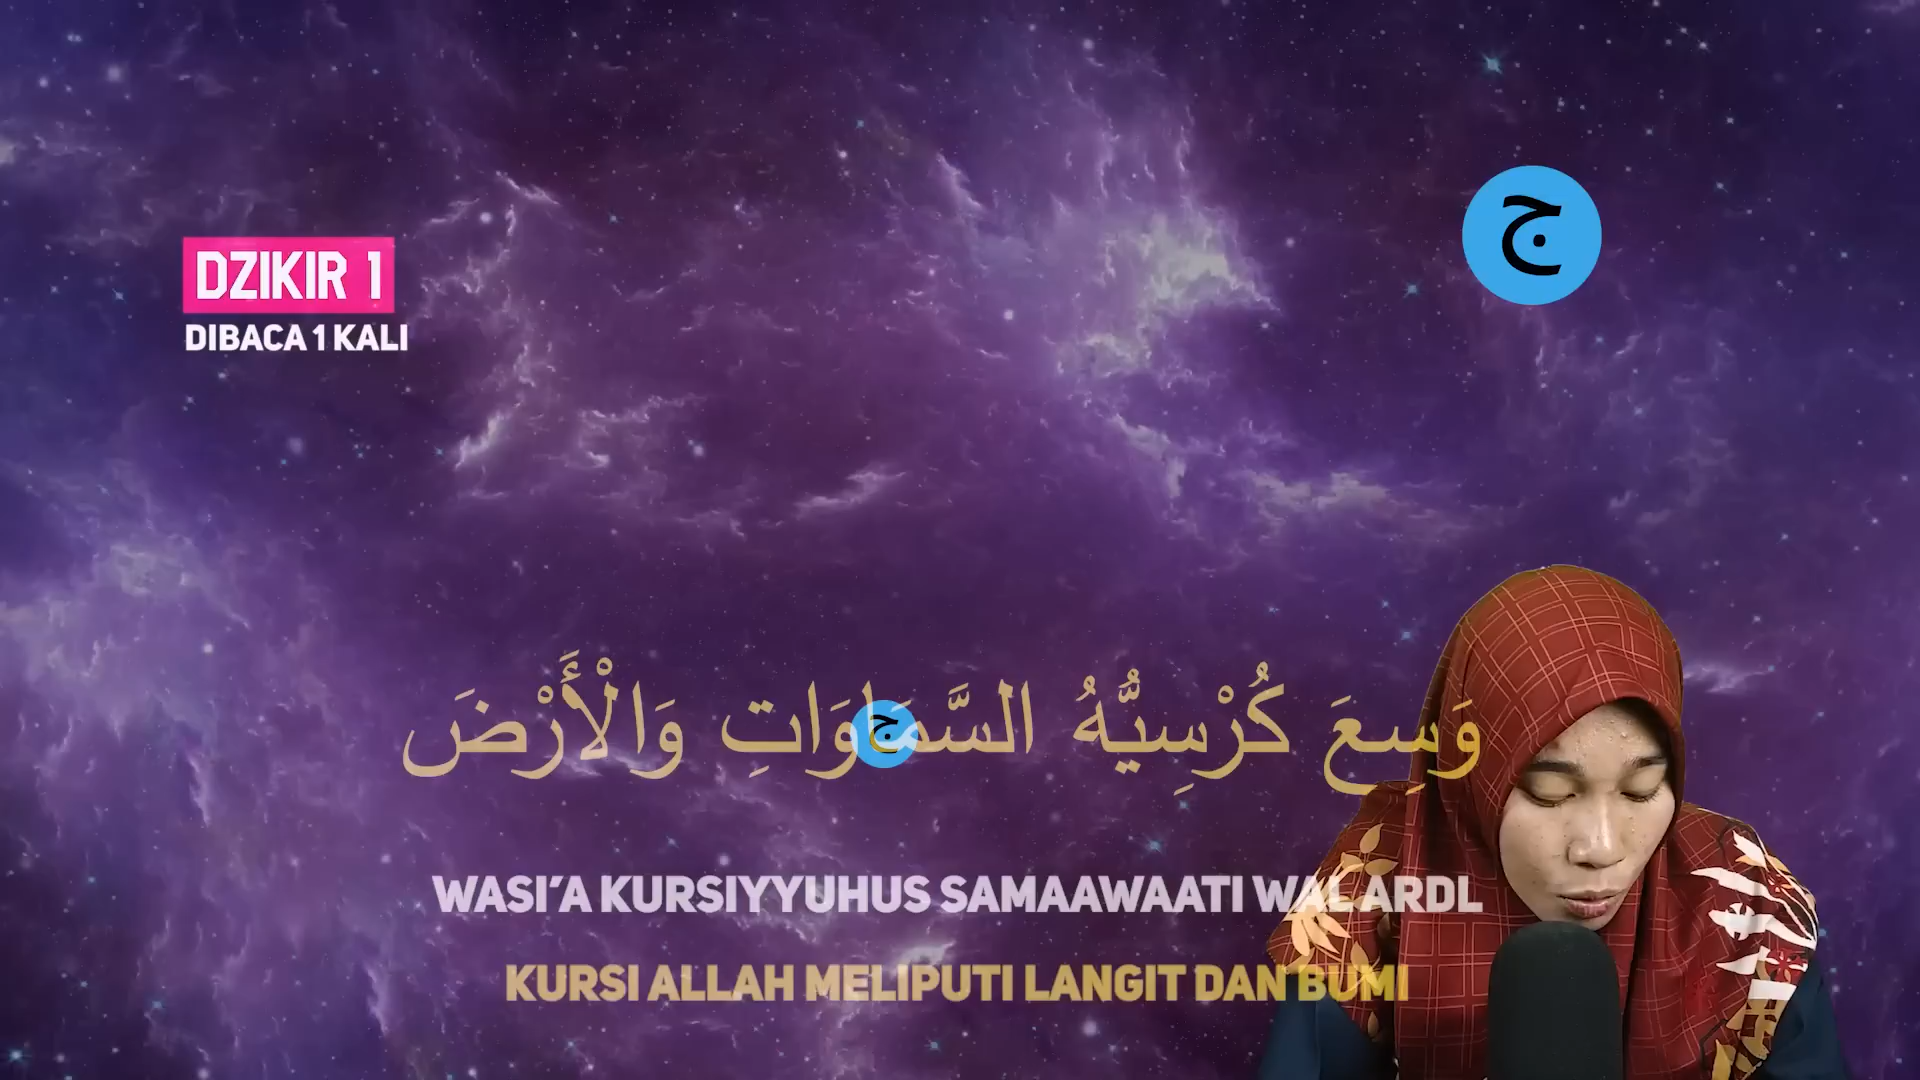 ج
DZIKIR 1
DIBACA 1 KALI
وَسِعَ كُرْسِيُّهُ السَّمَاوَاتِ وَالْأَرْضَ
ج
WASI'A KURSIYYUHUS SAMAAWAATI WAL ARDL
KURSI ALLAH MELIPUTI LANGIT DAN BUMI